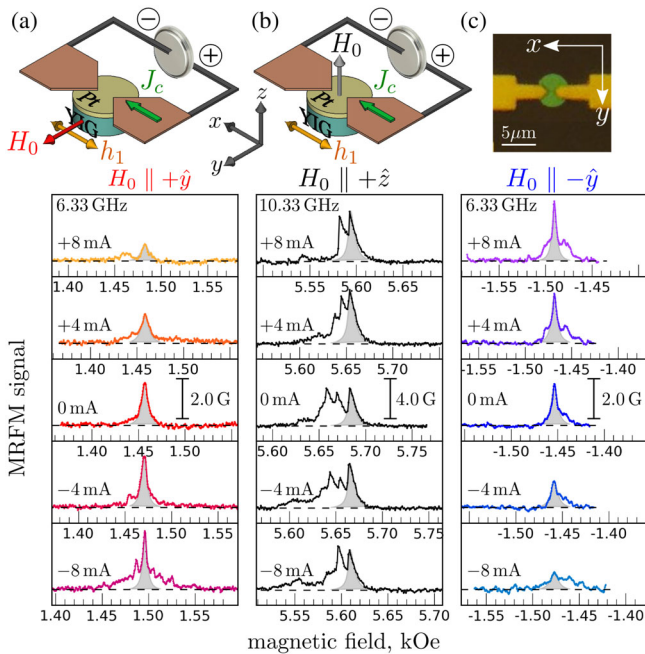 (a)
(b)
(c)
− +
− +
H₀
J_c
J_c
Pt
YIG
Pt
YIG
H₀
h₁
h₁
z
x
y
x
y
5μm
H₀ ∥ +ŷ
H₀ ∥ +ẑ
H₀ ∥ −ŷ
MRFM signal
6.33 GHz
+8 mA
1.40 1.45 1.50 1.55
+4 mA
1.40 1.45 1.50
0 mA
2.0 G
1.40 1.45 1.50
−4 mA
1.40 1.45 1.50
−8 mA
1.40 1.45 1.50 1.55
10.33 GHz
+8 mA
5.55 5.60 5.65
+4 mA
5.60 5.65 5.70
0 mA
4.0 G
5.60 5.65 5.70 5.75
−4 mA
5.60 5.65 5.70 5.75
−8 mA
5.55 5.60 5.65 5.70
6.33 GHz
+8 mA
-1.55 -1.50 -1.45
+4 mA
-1.55 -1.50 -1.45 -1.40
0 mA
2.0 G
-1.50 -1.45 -1.40
−4 mA
-1.50 -1.45 -1.40
−8 mA
-1.55 -1.50 -1.45 -1.40
magnetic field, kOe